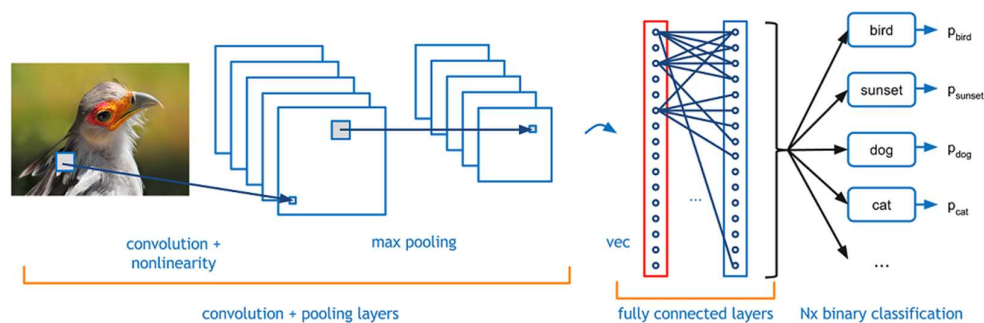 bird
p_bird
sunset
p_sunset
dog
p_dog
cat
p_cat
...
...
convolution +
nonlinearity
max pooling
vec
convolution + pooling layers
fully connected layers
Nx binary classification